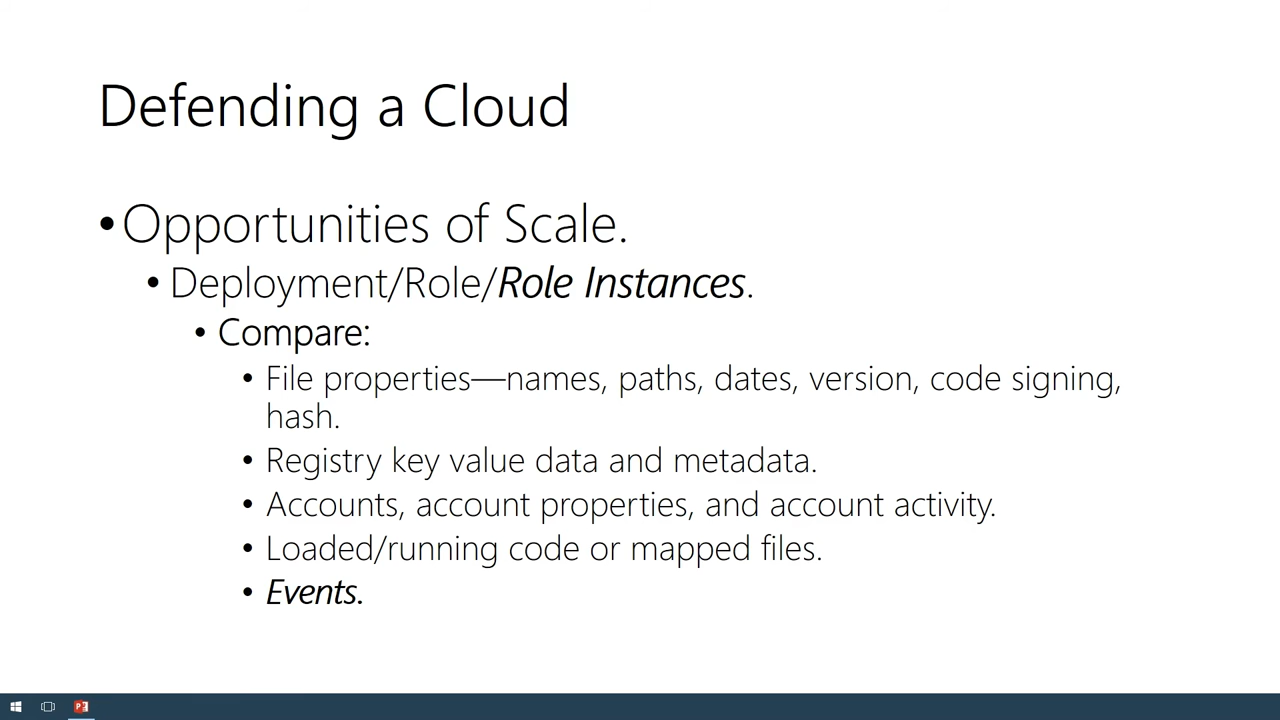 Defending a Cloud
•Opportunities of Scale.
• Deployment/Role/Role Instances.
• Compare:
• File properties—names, paths, dates, version, code signing,
hash.
• Registry key value data and metadata.
• Accounts, account properties, and account activity.
• Loaded/running code or mapped files.
• Events.